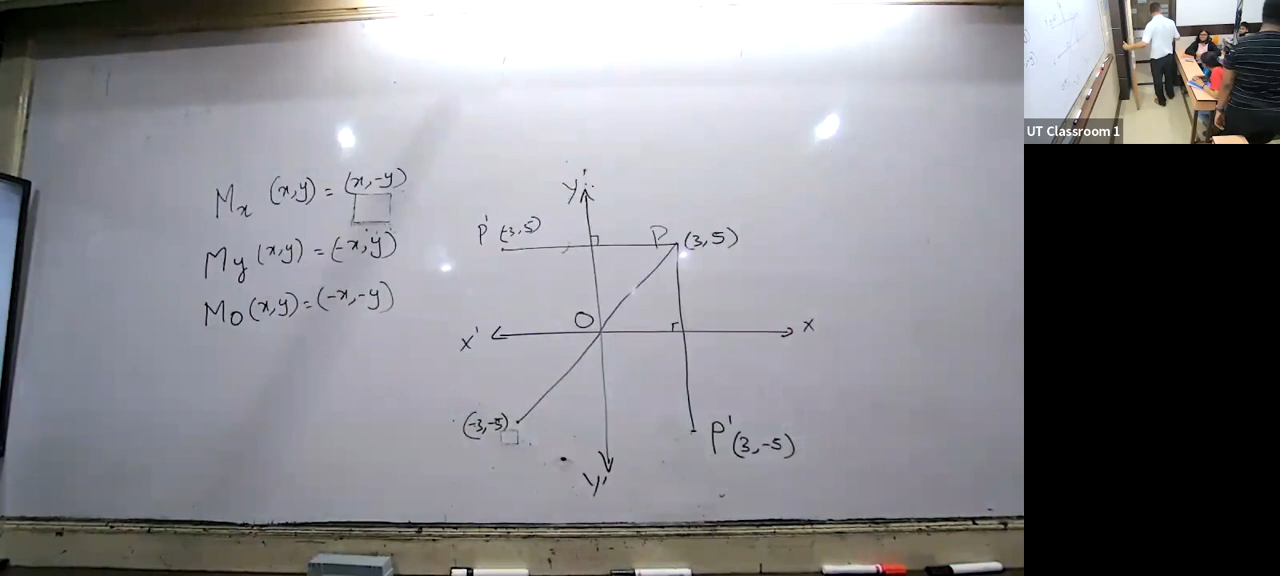 Mx (x,y) = (x,-y)
My (x,y) = (-x,y)
MO (x,y) = (-x,-y)
y'
P' (3,5)
P (3,5)
O
x'
x
(-3,-5)
P' (3,-5)
y'
UT Classroom 1